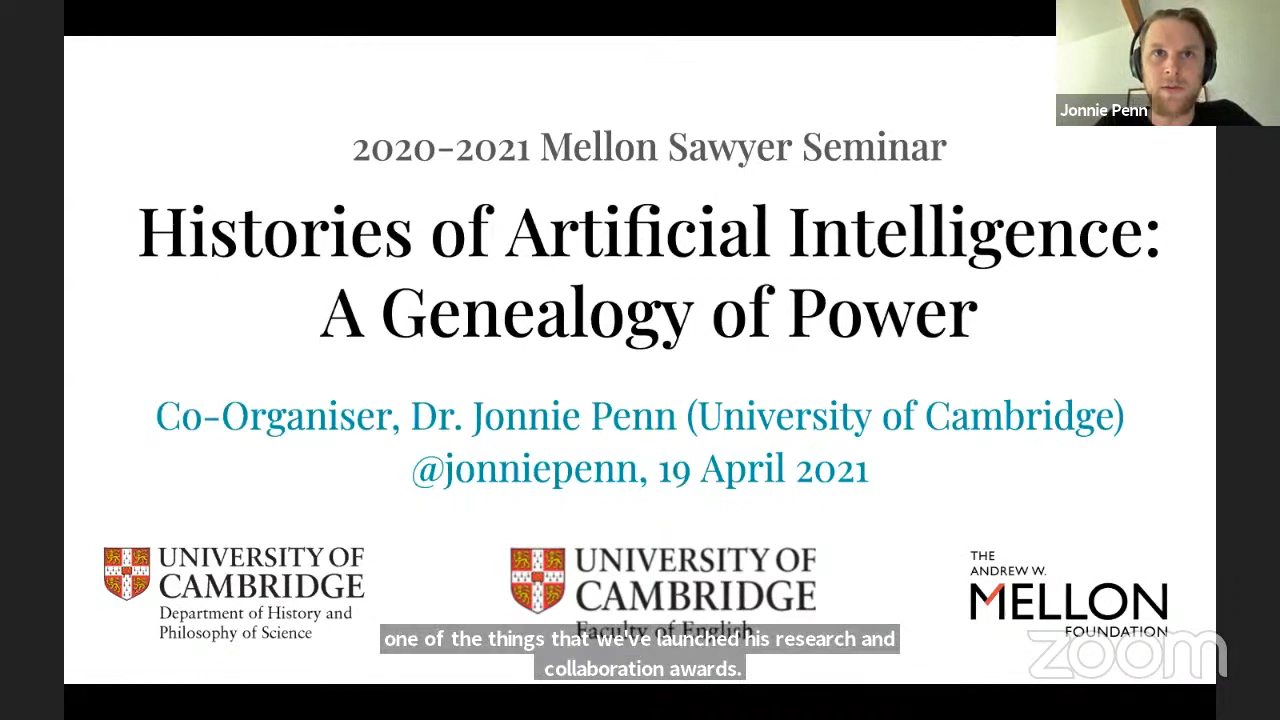 Jonnie Penn
2020-2021 Mellon Sawyer Seminar
Histories of Artificial Intelligence:
A Genealogy of Power
Co-Organiser, Dr. Jonnie Penn (University of Cambridge)
@jonniepenn, 19 April 2021
UNIVERSITY OF
CAMBRIDGE
Department of History and
Philosophy of Science
UNIVERSITY OF
CAMBRIDGE
Faculty of English
THE
ANDREW W.
MELLON
FOUNDATION
one of the things that we've launched his research and
collaboration awards.
zoom